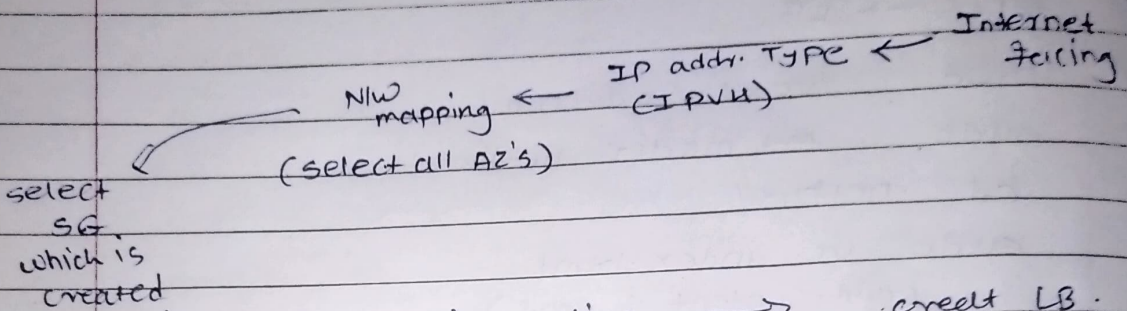 Internet
facing
IP addr. TYPE ←
(IPV4)
N/W
mapping ←
(select all AZ's)
select
SG
which is
created
→ creat LB.